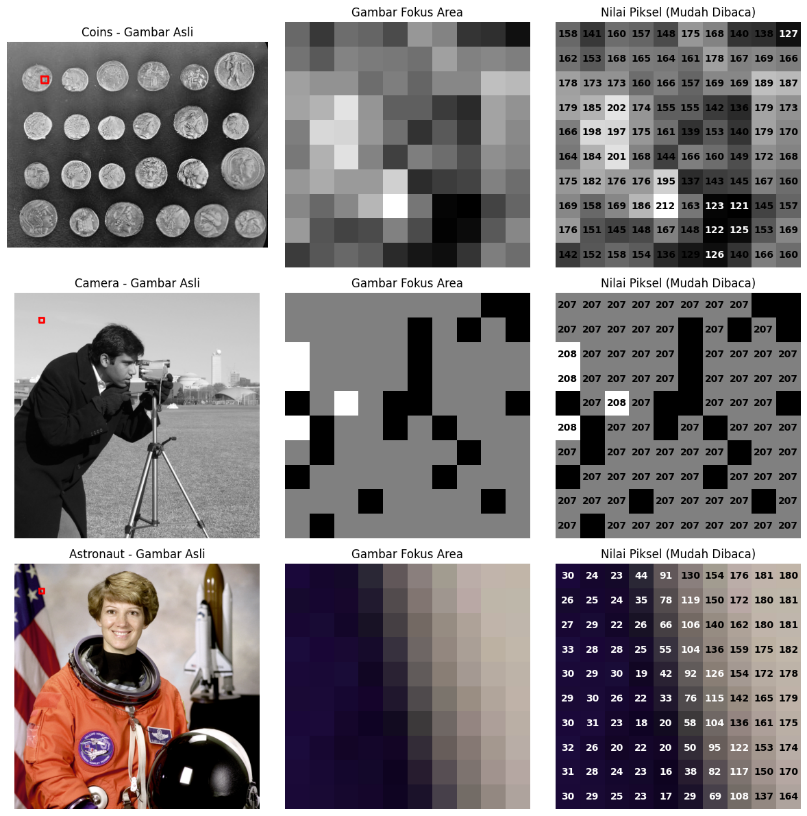 Coins - Gambar Asli
Gambar Fokus Area
Nilai Piksel (Mudah Dibaca)
158 141 160 157 148 175 168 140 138 127
162 153 168 165 164 161 178 167 169 166
178 173 173 160 166 157 169 169 189 187
179 185 202 174 155 155 142 136 179 173
166 198 197 175 161 139 153 140 179 170
164 184 201 168 144 166 160 149 172 168
175 182 176 176 195 137 143 145 167 160
169 158 169 186 212 163 123 121 145 157
176 151 145 148 167 148 122 125 153 169
142 152 158 154 136 129 126 140 166 160
Camera - Gambar Asli
Gambar Fokus Area
Nilai Piksel (Mudah Dibaca)
207 207 207 207 207 207 207 207
207 207 207 207 207 207 207
208 207 207 207 207 207 207 207 207
208 207 207 207 207 207 207 207 207
207 208 207 207 207 207
208 207 207 207 207 207 207 207
207 207 207 207 207 207 207 207
207 207 207 207 207 207 207 207
207 207 207 207 207 207 207 207
207 207 207 207 207 207 207 207 207
Astronaut - Gambar Asli
Gambar Fokus Area
Nilai Piksel (Mudah Dibaca)
30 24 23 44 91 130 154 176 181 180
26 25 24 35 78 119 150 172 180 181
27 29 22 26 66 106 140 162 180 181
33 28 28 25 55 104 136 159 175 182
30 29 30 19 42 92 126 154 172 178
29 30 26 22 33 76 115 142 165 179
30 31 23 18 20 58 104 136 161 175
32 26 20 22 20 50 95 122 153 174
31 28 24 23 16 38 82 117 150 170
30 29 25 23 17 29 69 108 137 164